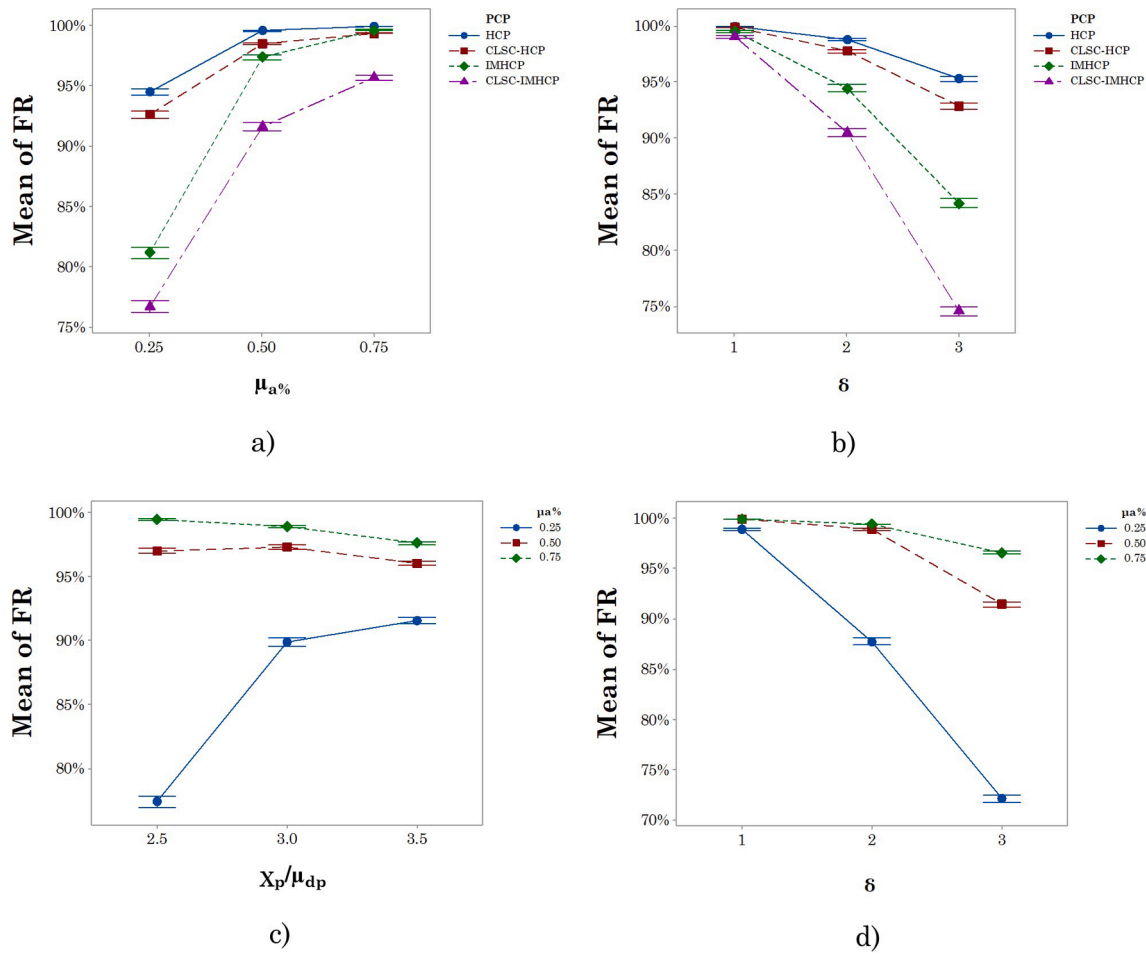 100%
95%
90%
85%
80%
75%
Mean of FR
0.25 0.50 0.75
μa%
PCP
HCP
CLSC-HCP
IMHCP
CLSC-IMHCP
a)
100%
95%
90%
85%
80%
75%
Mean of FR
1 2 3
δ
PCP
HCP
CLSC-HCP
IMHCP
CLSC-IMHCP
b)
100%
95%
90%
85%
80%
Mean of FR
2.5 3.0 3.5
Xp/μdp
μa%
0.25
0.50
0.75
c)
100%
95%
90%
85%
80%
75%
70%
Mean of FR
1 2 3
δ
μa%
0.25
0.50
0.75
d)